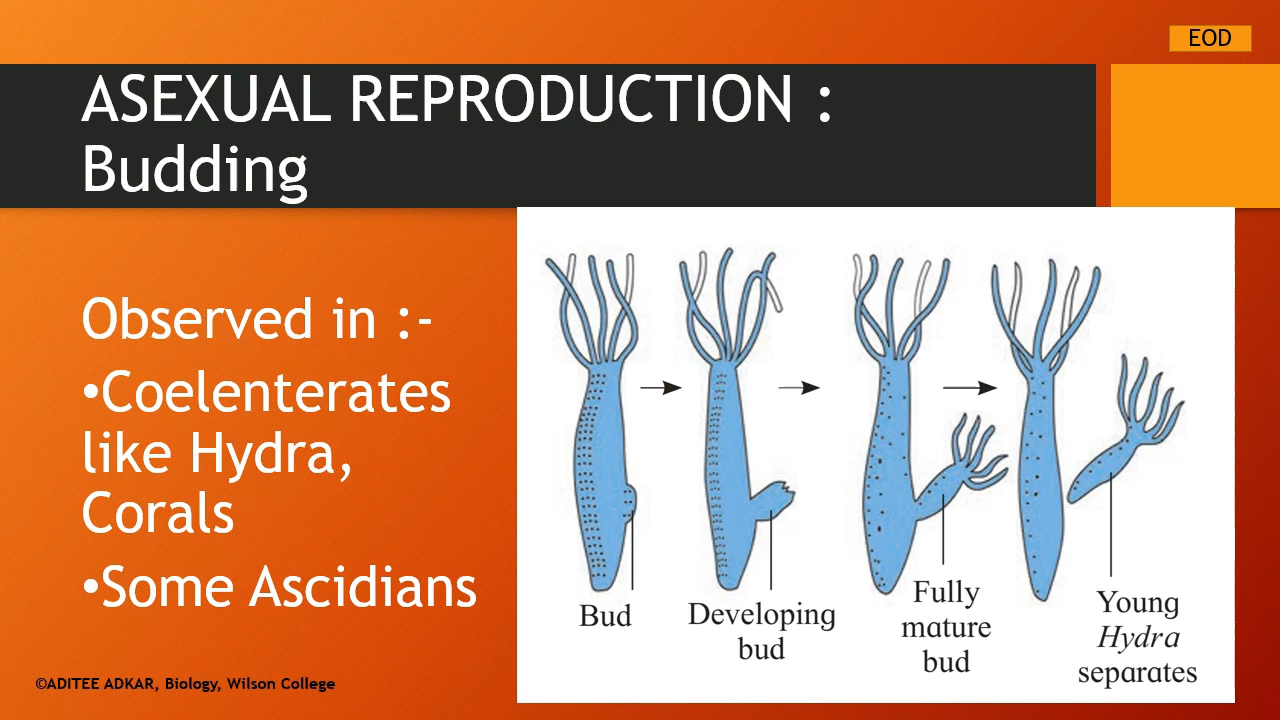 EOD
ASEXUAL REPRODUCTION :
Budding
Observed in :-
•Coelenterates
like Hydra,
Corals
•Some Ascidians
Bud
Developing
bud
Fully
mature
bud
Young
Hydra
separates
©ADITEE ADKAR, Biology, Wilson College